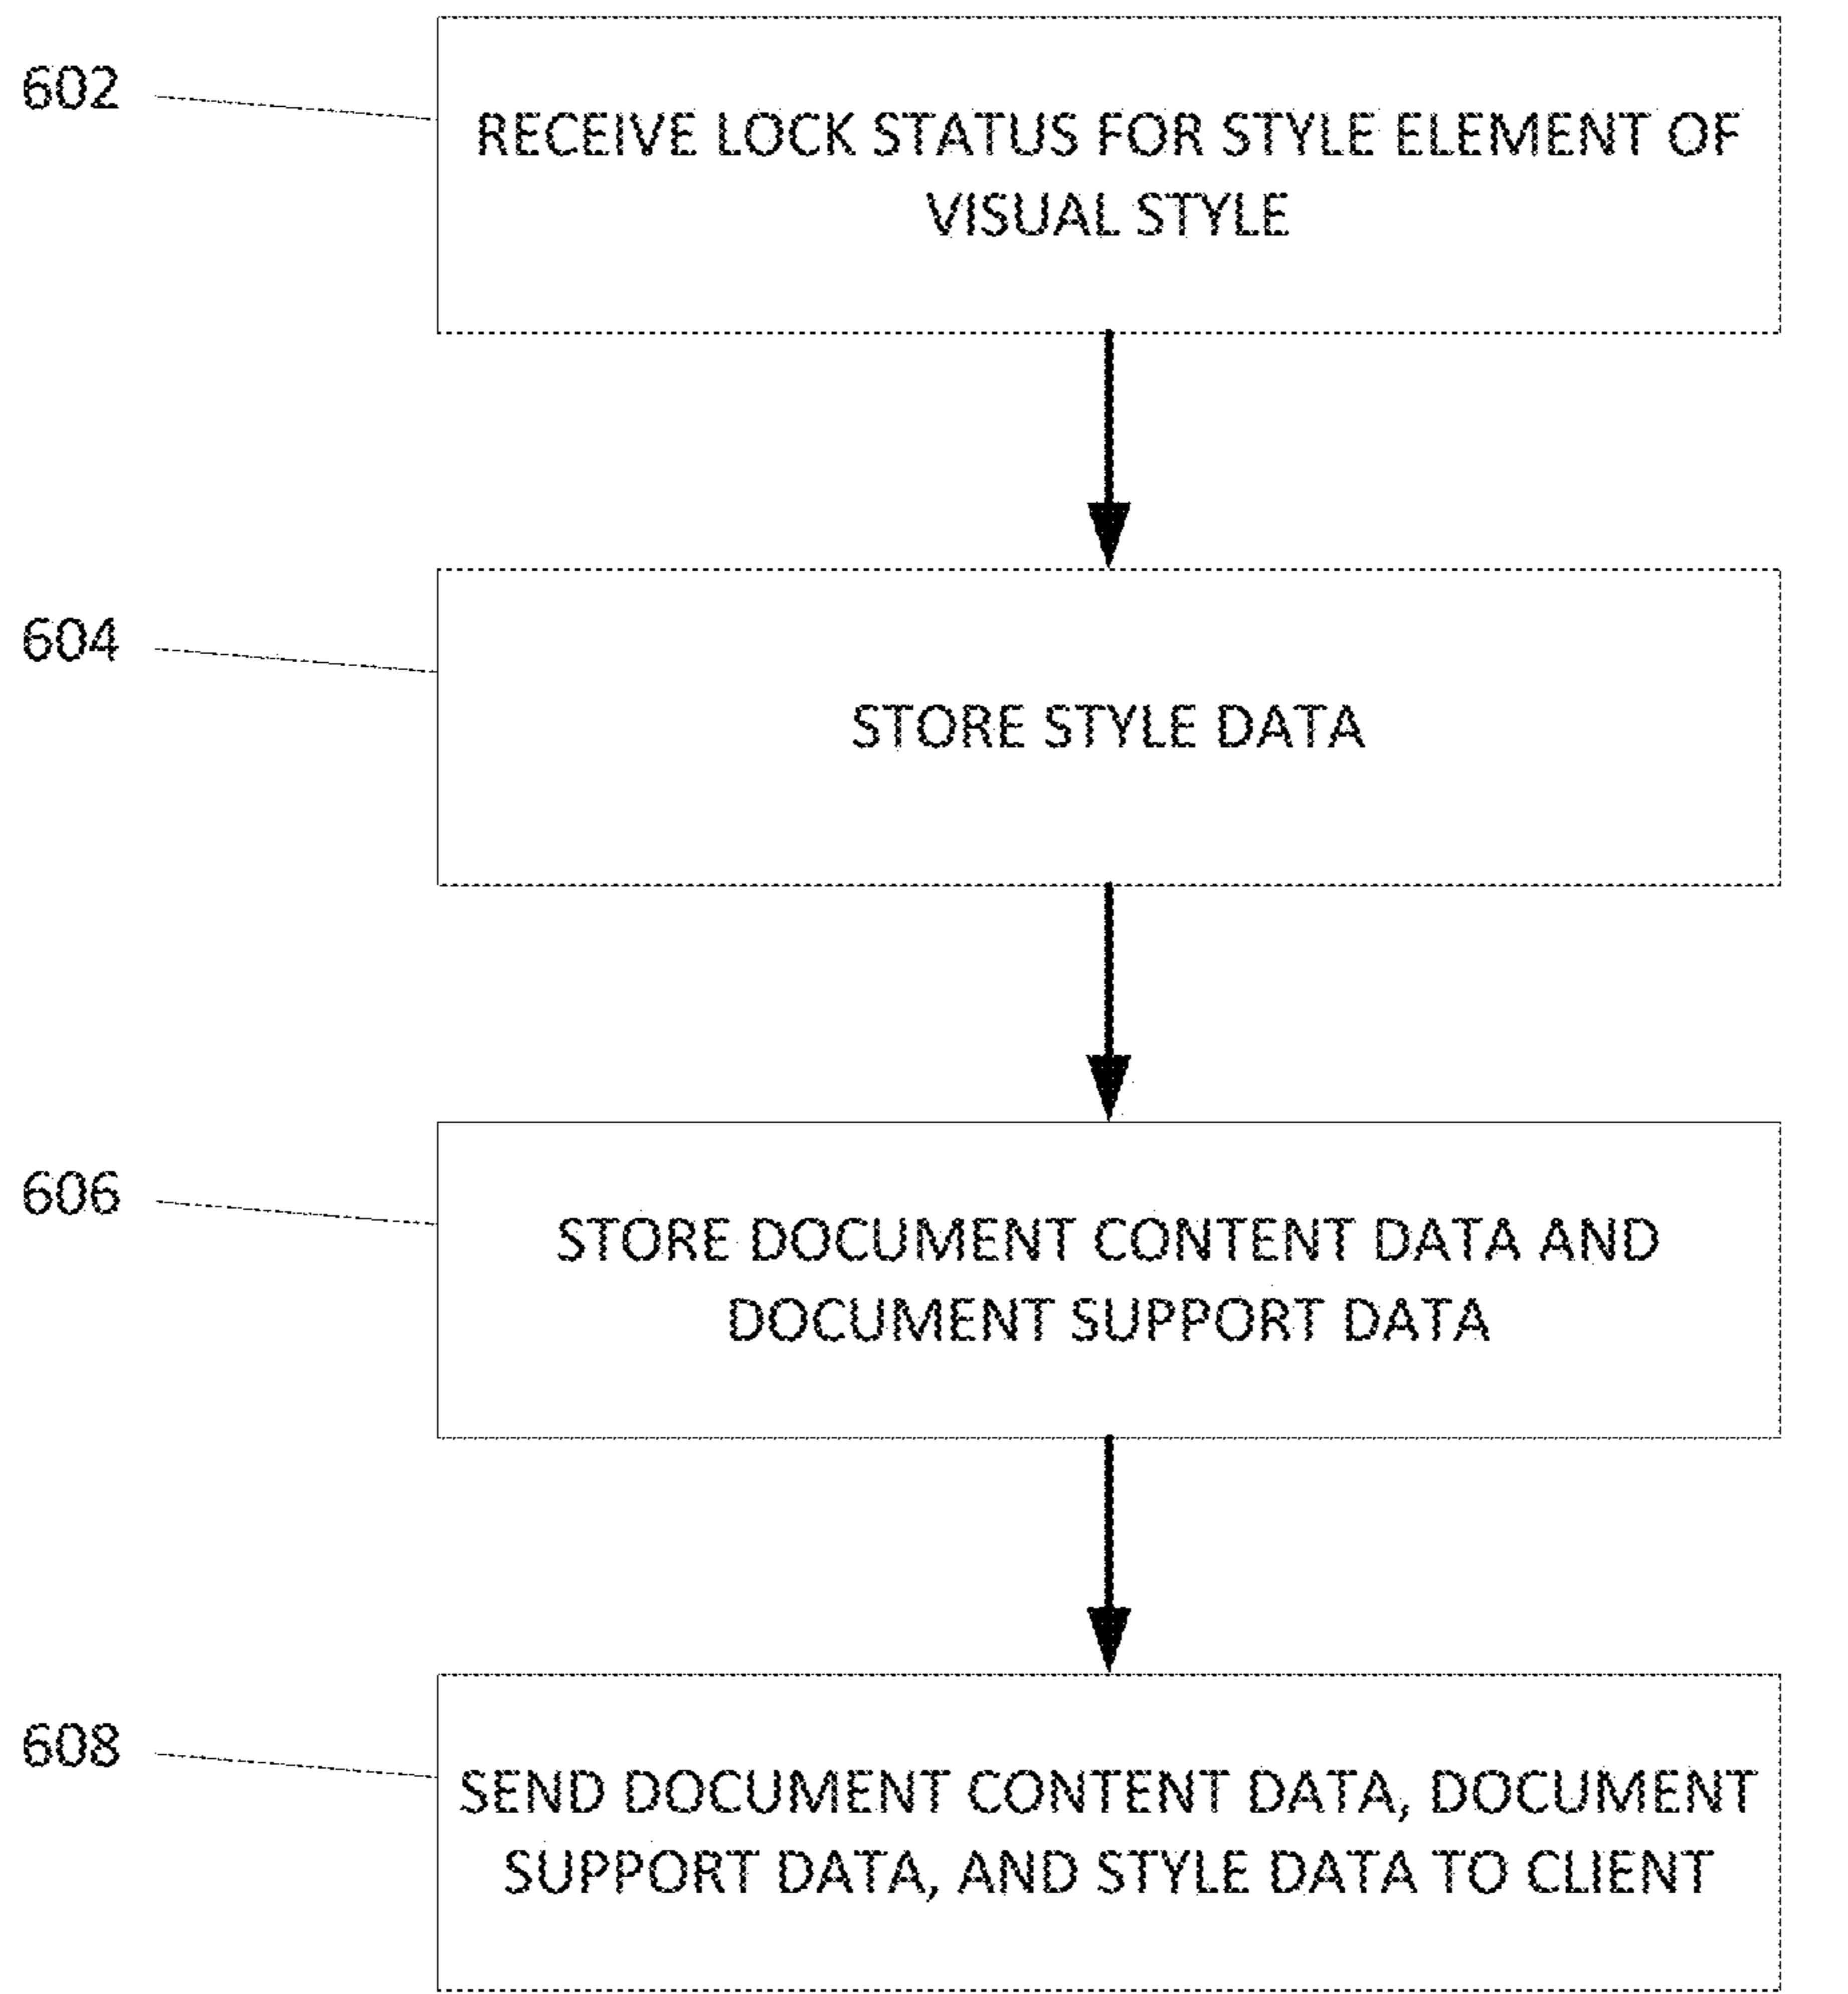 602
RECEIVE LOCK STATUS FOR STYLE ELEMENT OF
VISUAL STYLE
604
STORE STYLE DATA
606
STORE DOCUMENT CONTENT DATA AND
DOCUMENT SUPPORT DATA
608
SEND DOCUMENT CONTENT DATA, DOCUMENT
SUPPORT DATA, AND STYLE DATA TO CLIENT